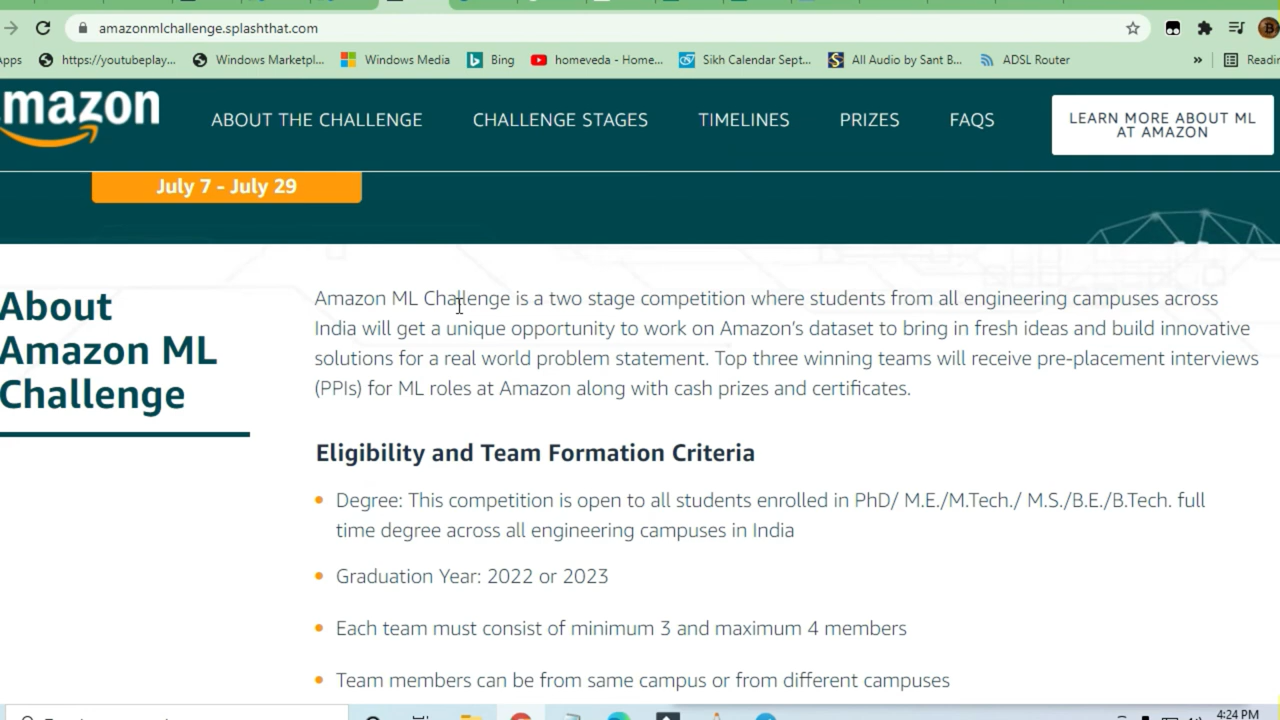 amazonmlchallenge.splashthat.com
https://youtubeplay... Windows Marketpl... Windows Media Bing homeveda - Home... Sikh Calendar Sept... All Audio by Sant B... ADSL Router »
ABOUT THE CHALLENGE CHALLENGE STAGES TIMELINES PRIZES FAQS
LEARN MORE ABOUT ML
AT AMAZON
July 7 - July 29
About
Amazon ML
Challenge
Amazon ML Challenge is a two stage competition where students from all engineering campuses across
India will get a unique opportunity to work on Amazon's dataset to bring in fresh ideas and build innovative
solutions for a real world problem statement. Top three winning teams will receive pre-placement interviews
(PPIs) for ML roles at Amazon along with cash prizes and certificates.
Eligibility and Team Formation Criteria
• Degree: This competition is open to all students enrolled in PhD/ M.E./M.Tech./ M.S./B.E./B.Tech. full
time degree across all engineering campuses in India
• Graduation Year: 2022 or 2023
• Each team must consist of minimum 3 and maximum 4 members
• Team members can be from same campus or from different campuses
4:24 PM